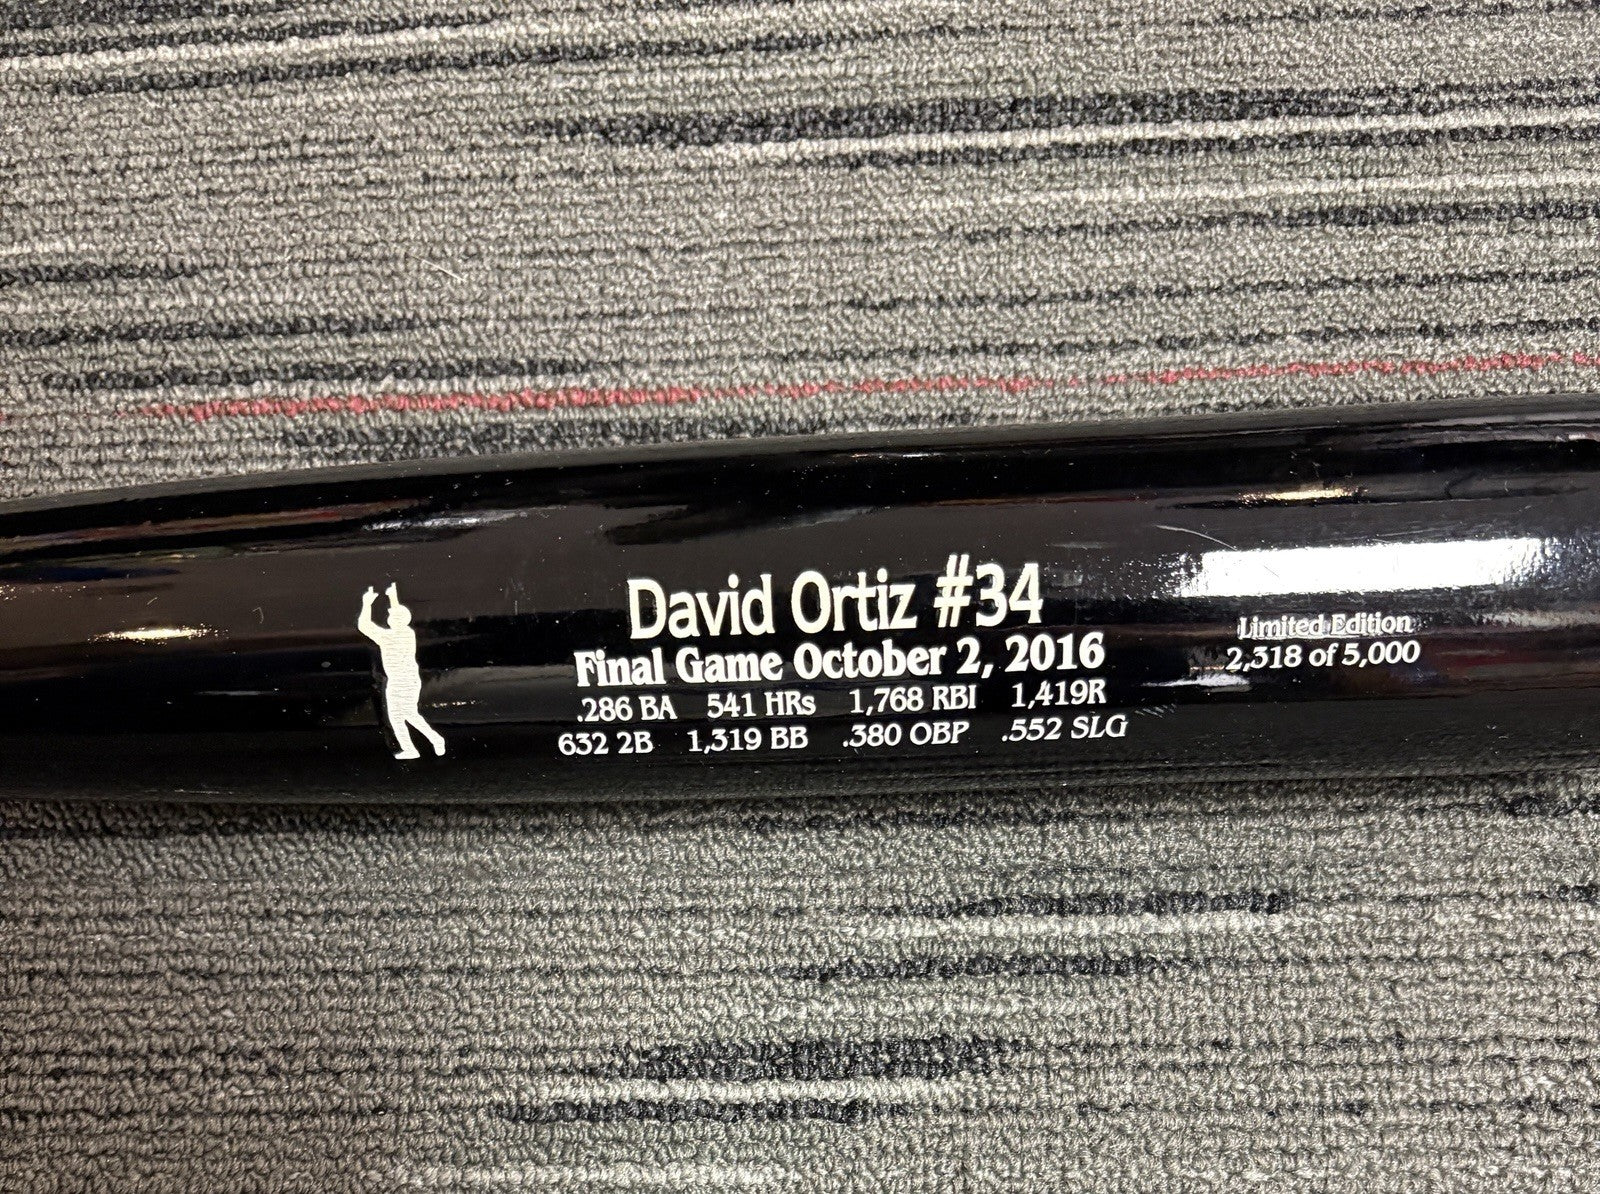 David Ortiz #34
Final Game October 2, 2016
.286 BA 541 HRs 1,768 RBI 1,419R
632 2B 1,319 BB .380 OBP .552 SLG
Limited Edition
2,318 of 5,000